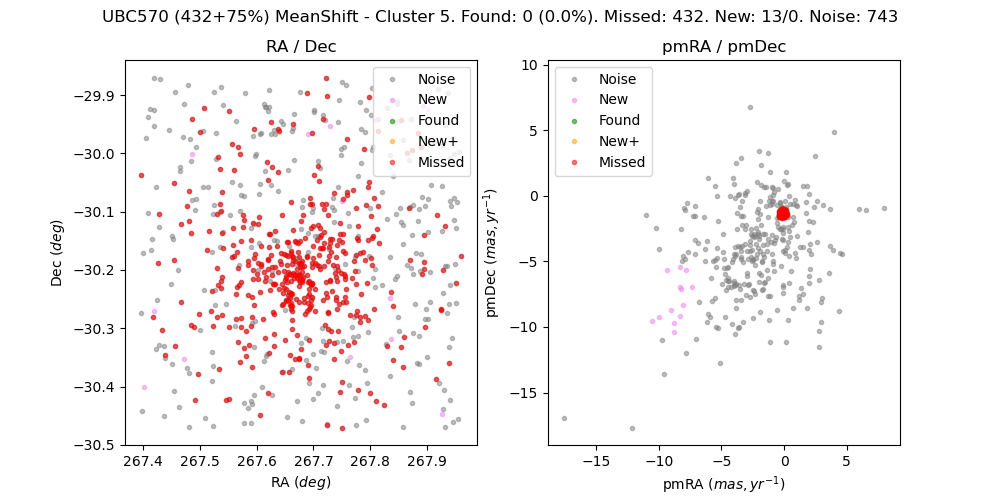 UBC570 (432+75%) MeanShift - Cluster 5. Found: 0 (0.0%). Missed: 432. New: 13/0. Noise: 743
RA / Dec
Dec (deg)
−29.9
−30.0
−30.1
−30.2
−30.3
−30.4
−30.5
Noise
New
Found
New+
Missed
267.4 267.5 267.6 267.7 267.8 267.9
RA (deg)
pmRA / pmDec
pmDec (mas, yr⁻¹)
10
5
0
−5
−10
−15
Noise
New
Found
New+
Missed
−15 −10 −5 0 5
pmRA (mas, yr⁻¹)